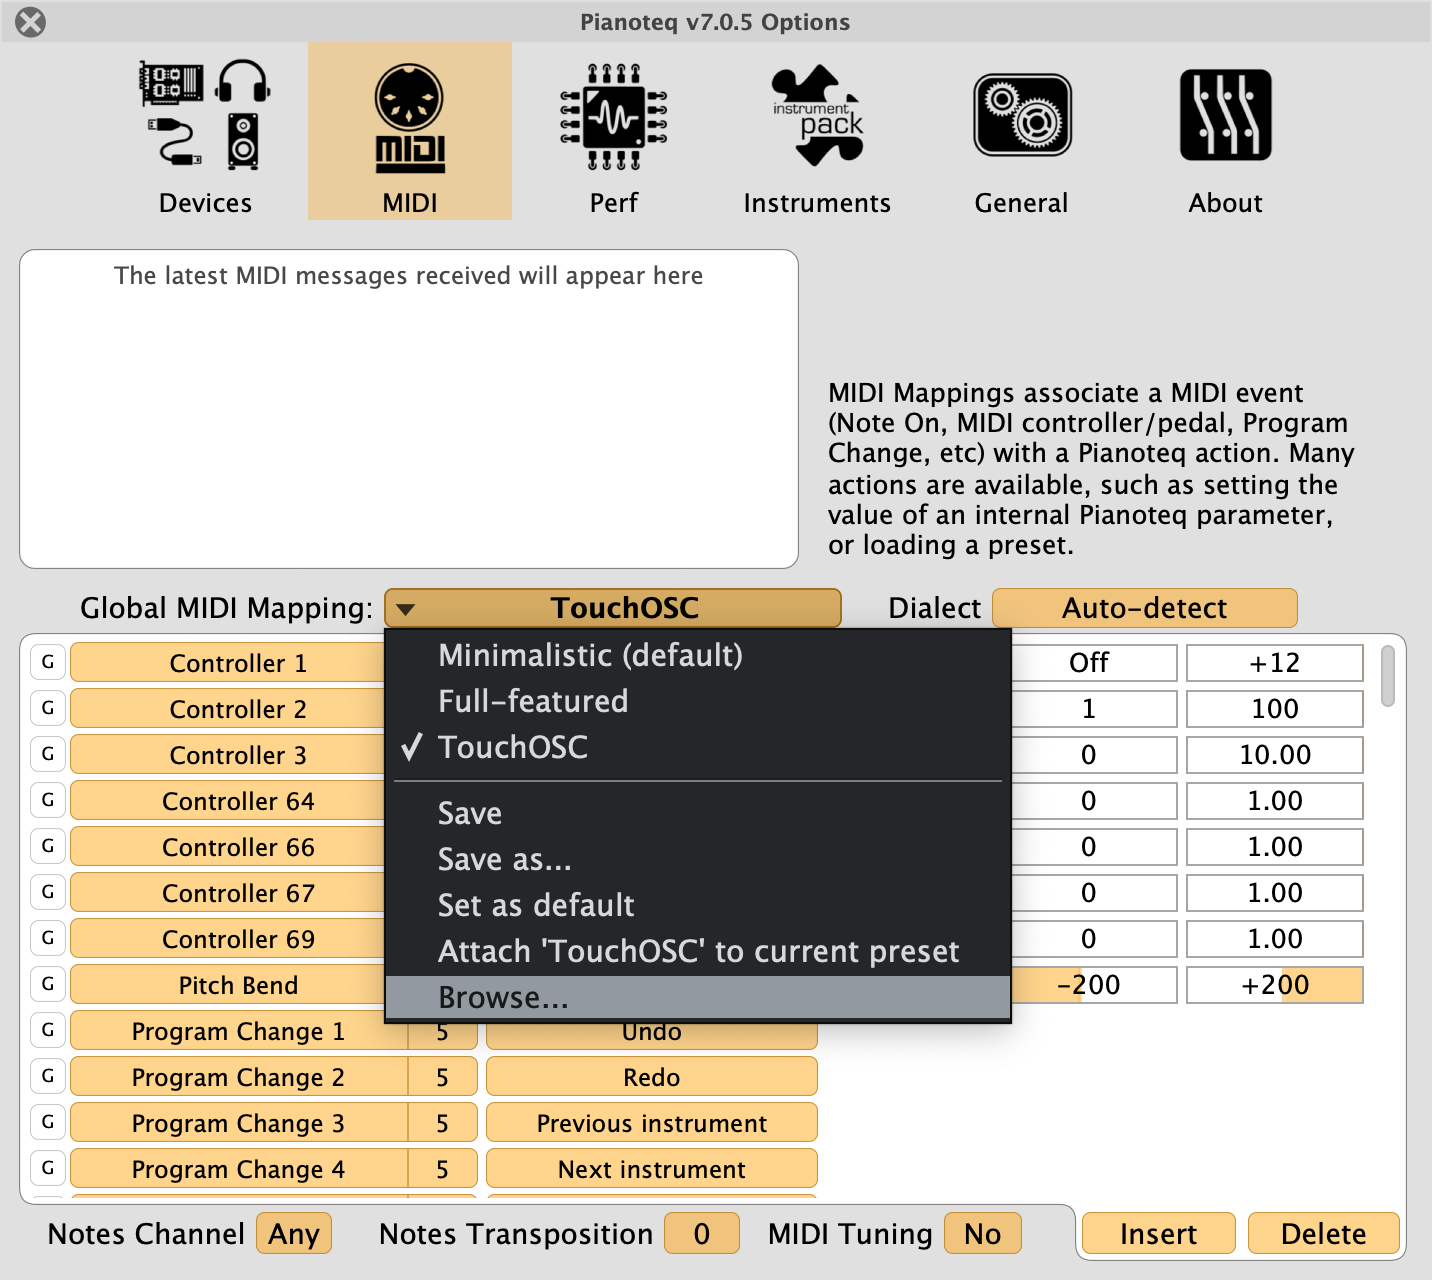 Pianoteq v7.0.5 Options
MIDI
instrument
pack
Devices
MIDI
Perf
Instruments
General
About
The latest MIDI messages received will appear here
MIDI Mappings associate a MIDI event
(Note On, MIDI controller/pedal, Program
Change, etc) with a Pianoteq action. Many
actions are available, such as setting the
value of an internal Pianoteq parameter,
or loading a preset.
Global MIDI Mapping: TouchOSC Dialect Auto-detect
Minimalistic (default)
Full-featured
✓ TouchOSC
Save
Save as...
Set as default
Attach 'TouchOSC' to current preset
Browse...
G Controller 1 Off +12
G Controller 2 1 100
G Controller 3 0 10.00
G Controller 64 0 1.00
G Controller 66 0 1.00
G Controller 67 0 1.00
G Controller 69 0 1.00
G Pitch Bend -200 +200
G Program Change 1 5 Undo
G Program Change 2 5 Redo
G Program Change 3 5 Previous instrument
G Program Change 4 5 Next instrument
Notes Channel Any Notes Transposition 0 MIDI Tuning No Insert Delete